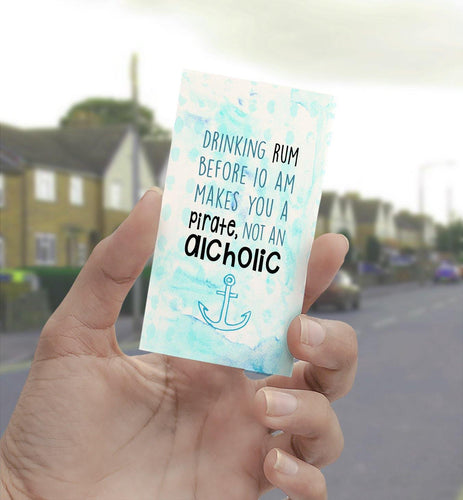 DRINKING RUM
BEFORE 10 AM
MAKES YOU A
pirate, NOT AN
alcholic